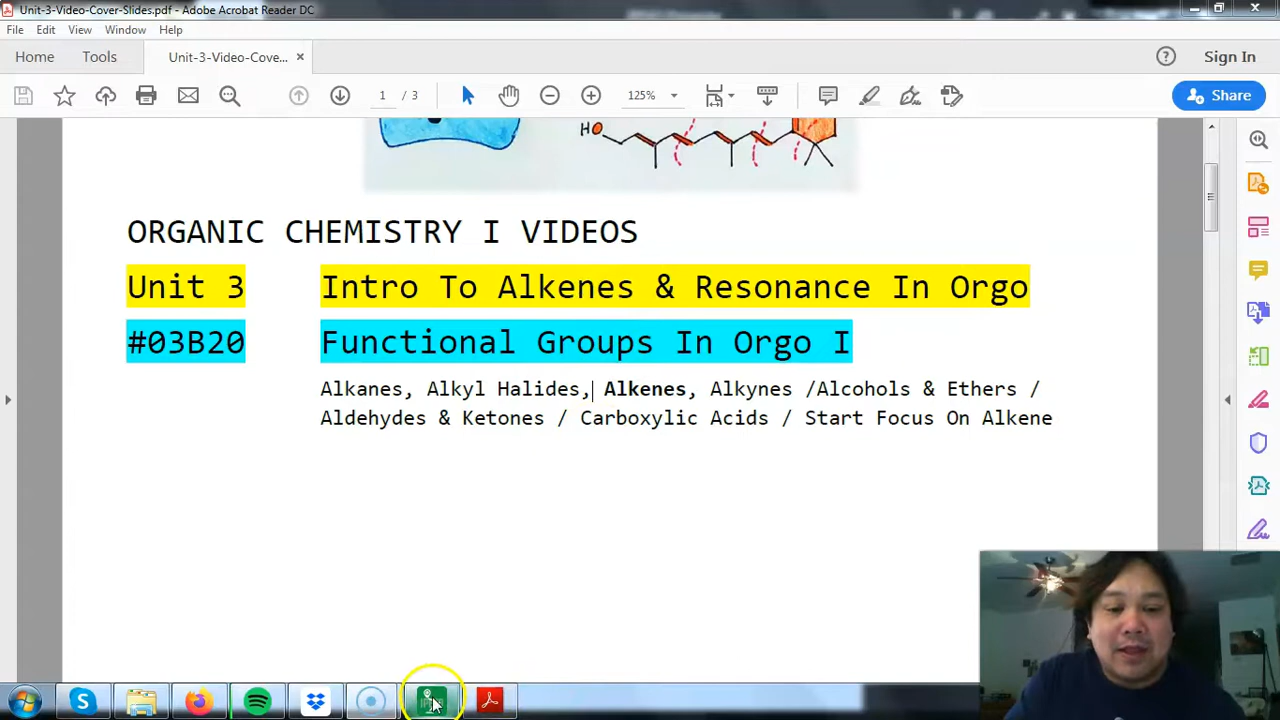 Unit-3-Video-Cover-Slides.pdf - Adobe Acrobat Reader DC
File Edit View Window Help
Home Tools Unit-3-Video-Cove... × Sign In
1 / 3 125% Share
HO
ORGANIC CHEMISTRY I VIDEOS
Unit 3 Intro To Alkenes & Resonance In Orgo
#03B20 Functional Groups In Orgo I
Alkanes, Alkyl Halides, Alkenes, Alkynes /Alcohols & Ethers /
Aldehydes & Ketones / Carboxylic Acids / Start Focus On Alkene